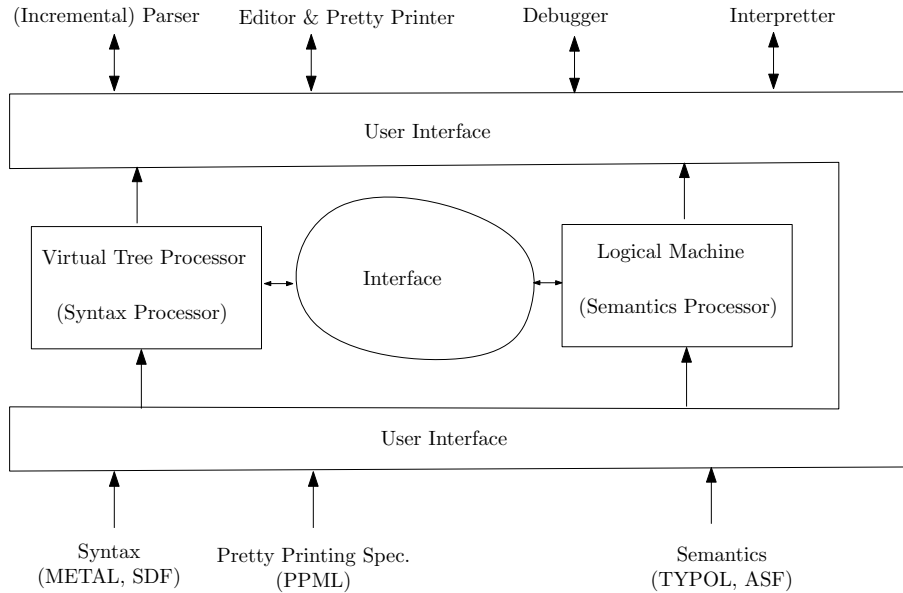 (Incremental) Parser
Editor & Pretty Printer
Debugger
Interpretter
User Interface
Virtual Tree Processor
(Syntax Processor)
Interface
Logical Machine
(Semantics Processor)
User Interface
Syntax
(METAL, SDF)
Pretty Printing Spec.
(PPML)
Semantics
(TYPOL, ASF)